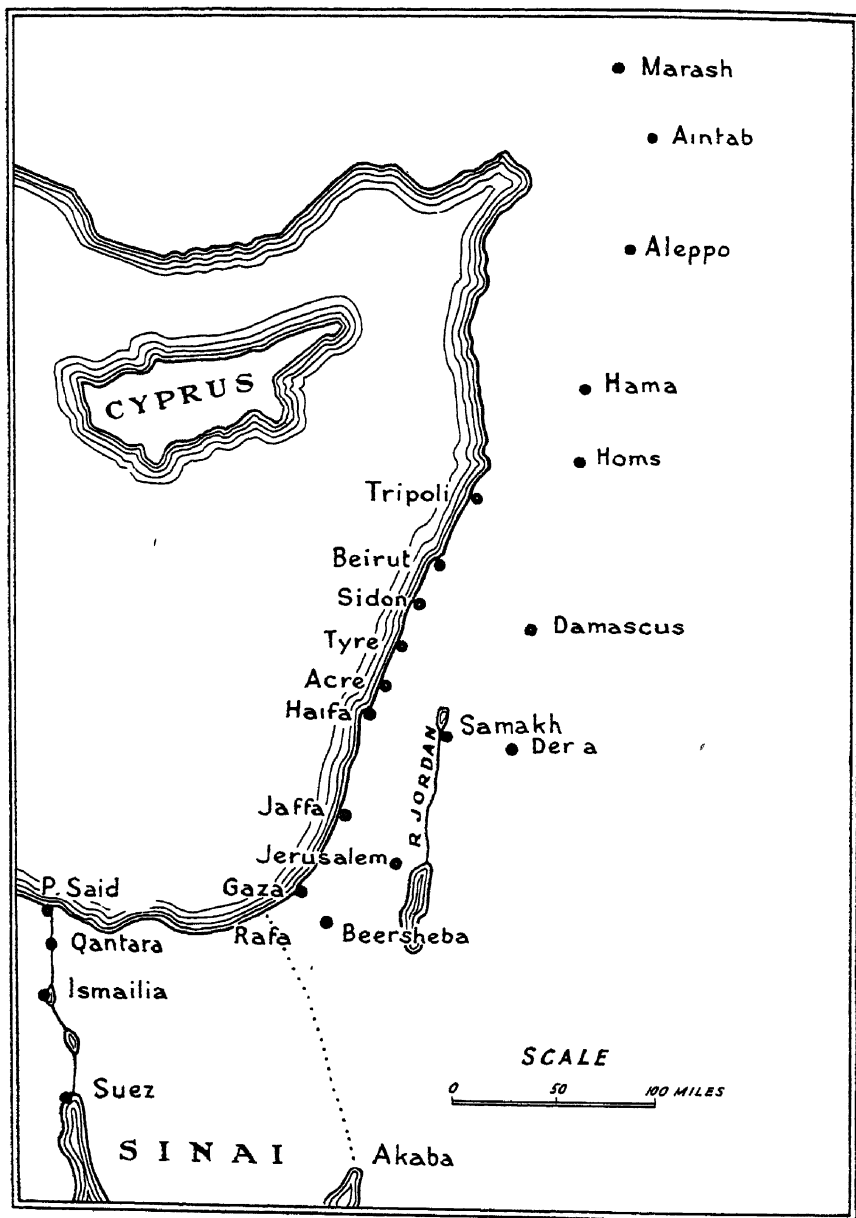 Marash
Aintab
Aleppo
CYPRUS
Hama
Homs
Tripoli
Beirut
Sidon
Damascus
Tyre
Acre
Haifa
Samakh
Der a
R JORDAN
Jaffa
Jerusalem
P. Said
Gaza
Rafa
Beersheba
Qantara
Ismailia
SCALE
0 50 100 MILES
Suez
SINAI
Akaba